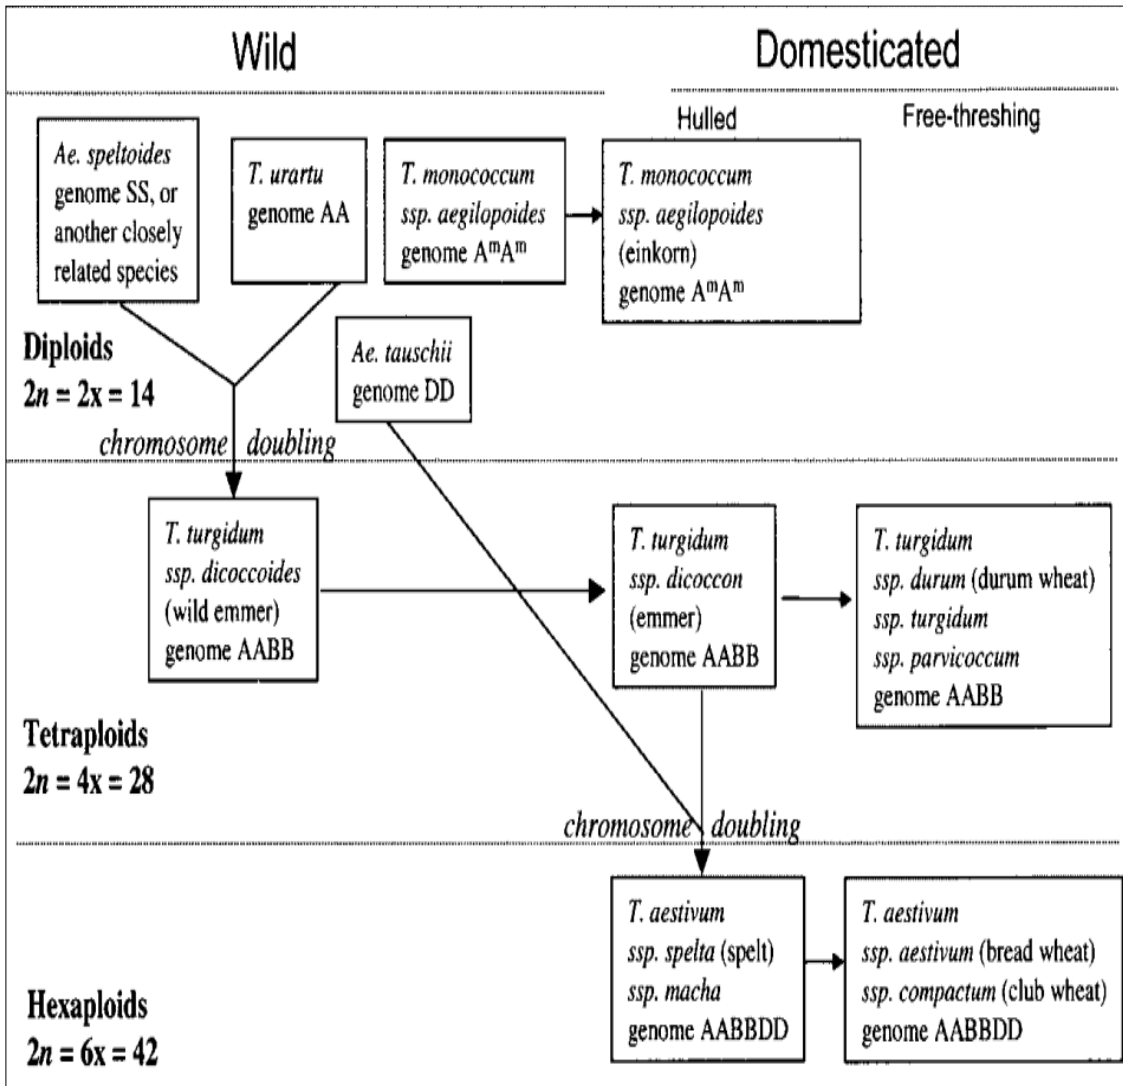 Wild
Domesticated
Hulled
Free-threshing
Ae. speltoides
genome SS, or
another closely
related species
T. urartu
genome AA
T. monococcum
ssp. aegilopoides
genome AᵐAᵐ
T. monococcum
ssp. aegilopoides
(einkorn)
genome AᵐAᵐ
Diploids
2n = 2x = 14
Ae. tauschii
genome DD
chromosome doubling
T. turgidum
ssp. dicoccoides
(wild emmer)
genome AABB
T. turgidum
ssp. dicoccon
(emmer)
genome AABB
T. turgidum
ssp. durum (durum wheat)
ssp. turgidum
ssp. parvicoccum
genome AABB
Tetraploids
2n = 4x = 28
chromosome doubling
T. aestivum
ssp. spelta (spelt)
ssp. macha
genome AABBDD
T. aestivum
ssp. aestivum (bread wheat)
ssp. compactum (club wheat)
genome AABBDD
Hexaploids
2n = 6x = 42